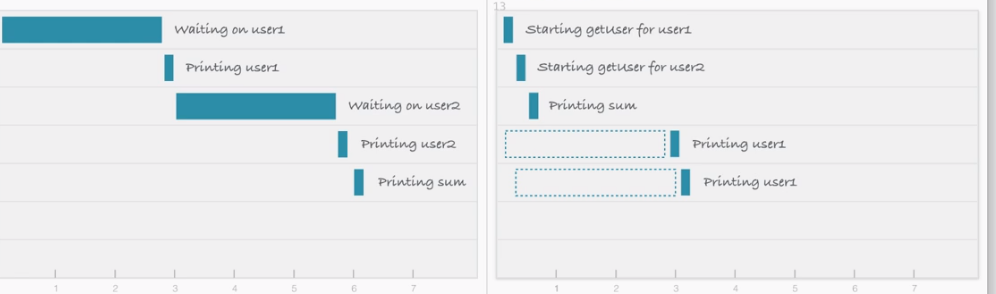 Waiting on user1
Printing user1
Waiting on user2
Printing user2
Printing sum
1 2 3 4 5 6 7
13
Starting getUser for user1
Starting getUser for user2
Printing sum
Printing user1
Printing user1
1 2 3 4 5 6 7